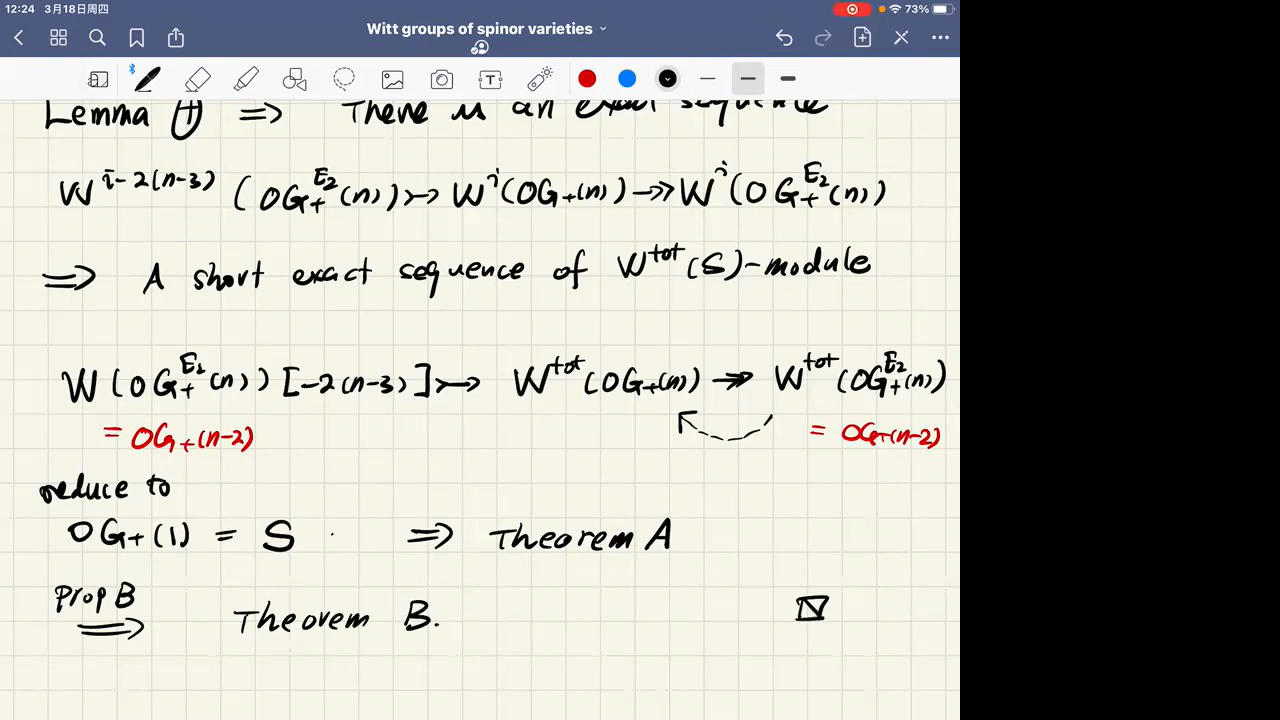 12:24 3月18日周四
73%
Witt groups of spinor varieties
Lemma ⊕ ⟹ There is an exact sequence
W^{i-2(n-3)} (OG_+^{E_2}(n)) ↣ W^i(OG_+(n)) ↠ W^i(OG_+^{E_2}(n))
⟹ A short exact sequence of W^{tot}(S)-module
W(OG_+^{E_2}(n))[-2(n-3)] ↣ W^{tot}(OG_+(n)) ↠ W^{tot}(OG_+^{E_2}(n))
= OG_+(n-2) = OG_+(n-2)
reduce to
OG_+(1) = S ⟹ Theorem A
Prop B
⟹ Theorem B.